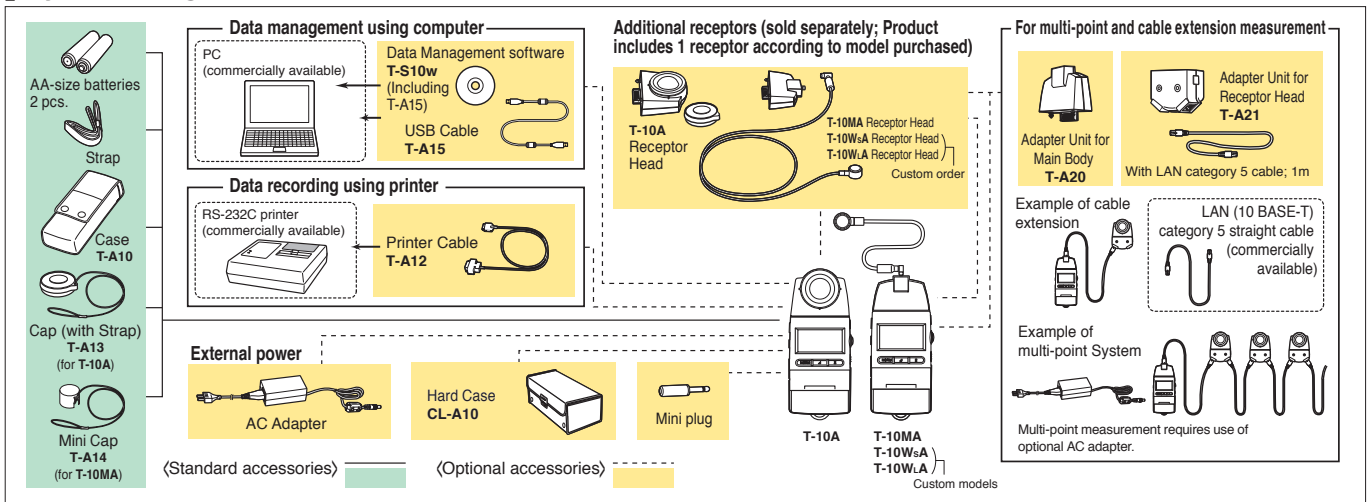 AA-size batteries
2 pcs.
Strap
Case
T-A10
Cap (with Strap)
T-A13
(for T-10A)
Mini Cap
T-A14
(for T-10MA)
Data management using computer
PC
(commercially available)
Data Management software
T-S10w
(Including
T-A15)
USB Cable
T-A15
Data recording using printer
RS-232C printer
(commercially available)
Printer Cable
T-A12
External power
AC Adapter
Hard Case
CL-A10
Mini plug
〈Standard accessories〉
〈Optional accessories〉
Additional receptors (sold separately; Product
includes 1 receptor according to model purchased)
T-10A
Receptor
Head
T-10MA Receptor Head
T-10WsA Receptor Head
T-10WLA Receptor Head
Custom order
T-10A
T-10MA
T-10WsA
T-10WLA
Custom models
For multi-point and cable extension measurement
Adapter Unit for
Main Body
T-A20
Adapter Unit for
Receptor Head
T-A21
With LAN category 5 cable; 1m
Example of cable
extension
LAN (10 BASE-T)
category 5 straight cable
(commercially
available)
Example of
multi-point System
Multi-point measurement requires use of
optional AC adapter.